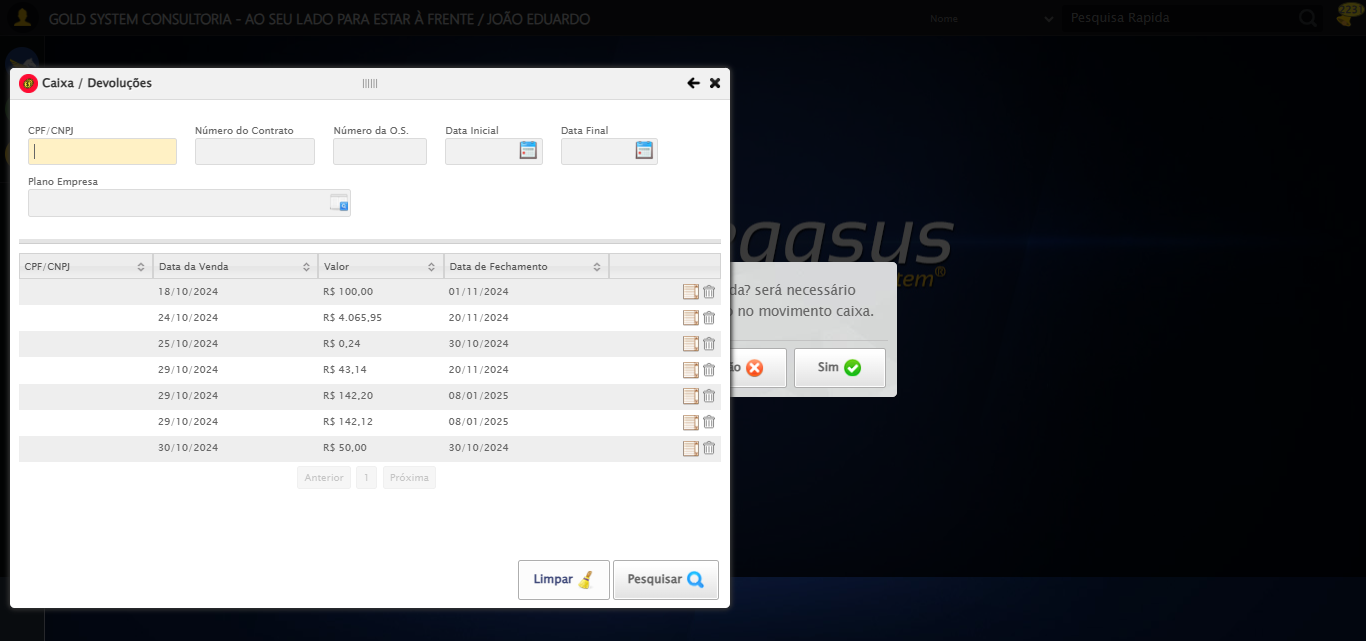 GOLD SYSTEM CONSULTORIA - AO SEU LADO PARA ESTAR À FRENTE / JOÃO EDUARDO
Nome
Pesquisa Rapida
223
Caixa / Devoluções
CPF/CNPJ Número do Contrato Número da O.S. Data Inicial Data Final
Plano Empresa
CPF/CNPJ Data da Venda Valor Data de Fechamento
18/10/2024 R$ 100,00 01/11/2024
24/10/2024 R$ 4.065,95 20/11/2024
25/10/2024 R$ 0,24 30/10/2024
29/10/2024 R$ 43,14 20/11/2024
29/10/2024 R$ 142,20 08/01/2025
29/10/2024 R$ 142,12 08/01/2025
30/10/2024 R$ 50,00 30/10/2024
Anterior 1 Próxima
Limpar
Pesquisar
gasus
tem®
da? será necessário
no movimento caixa.
ão
Sim